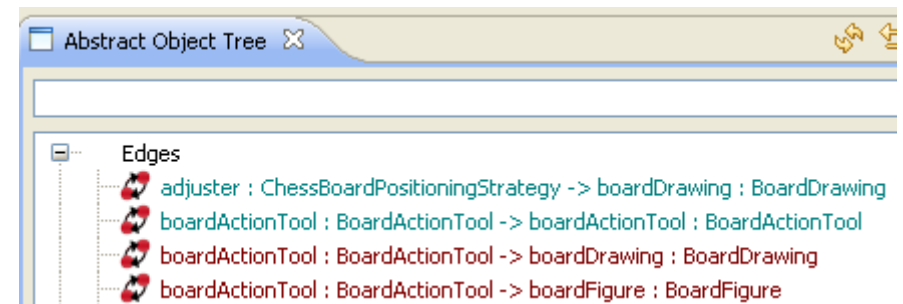 Abstract Object Tree
Edges
adjuster : ChessBoardPositioningStrategy -> boardDrawing : BoardDrawing
boardActionTool : BoardActionTool -> boardActionTool : BoardActionTool
boardActionTool : BoardActionTool -> boardDrawing : BoardDrawing
boardActionTool : BoardActionTool -> boardFigure : BoardFigure